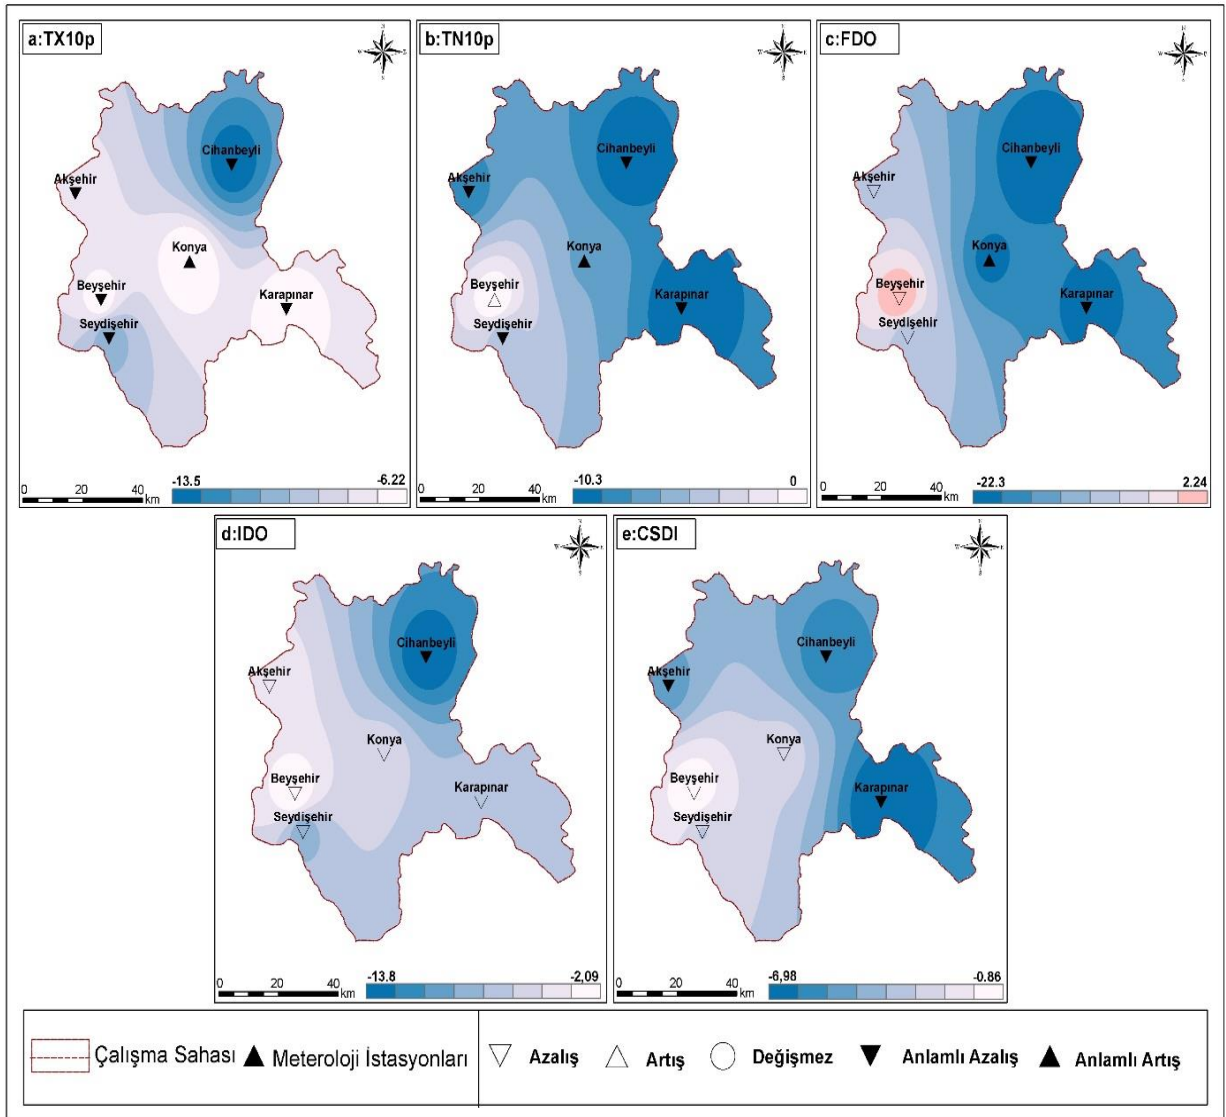 a:TX10p
Cihanbeyli
Akşehir
Konya
Beyşehir
Karapınar
Seydişehir
-13.5
-6.22
0 20 40
km
b:TN10p
Cihanbeyli
Akşehir
Konya
Beyşehir
Karapınar
Seydişehir
-10.3
0
0 20 40
km
c:FDO
Cihanbeyli
Akşehir
Konya
Beyşehir
Karapınar
Seydişehir
-22.3
2.24
0 20 40
km
d:IDO
Cihanbeyli
Akşehir
Konya
Beyşehir
Karapınar
Seydişehir
-13.8
-2,09
0 20 40
km
e:CSDI
Cihanbeyli
Akşehir
Konya
Beyşehir
Karapınar
Seydişehir
-6,98
-0.86
0 20 40
km
Çalışma Sahası
Meteroloji İstasyonları
Azalış
Artış
Değişmez
Anlamlı Azalış
Anlamlı Artış